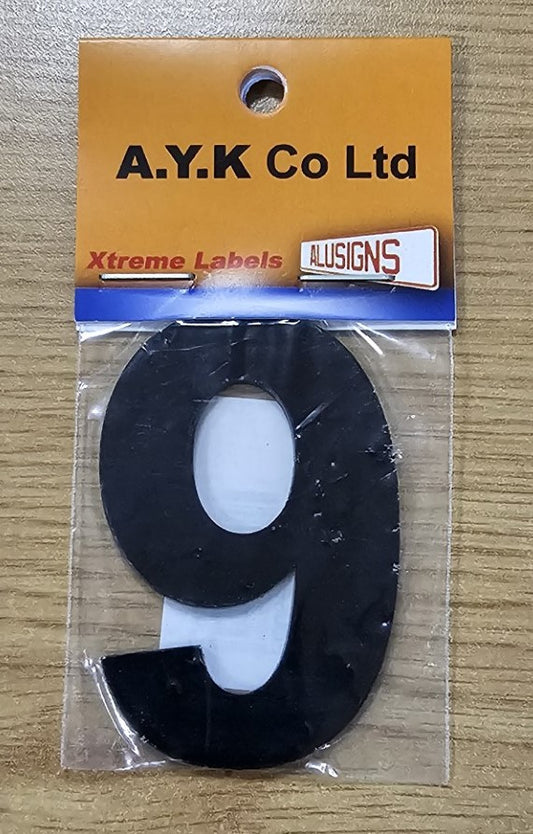 A.Y.K Co Ltd
Xtreme Labels
ALUSIGNS
9